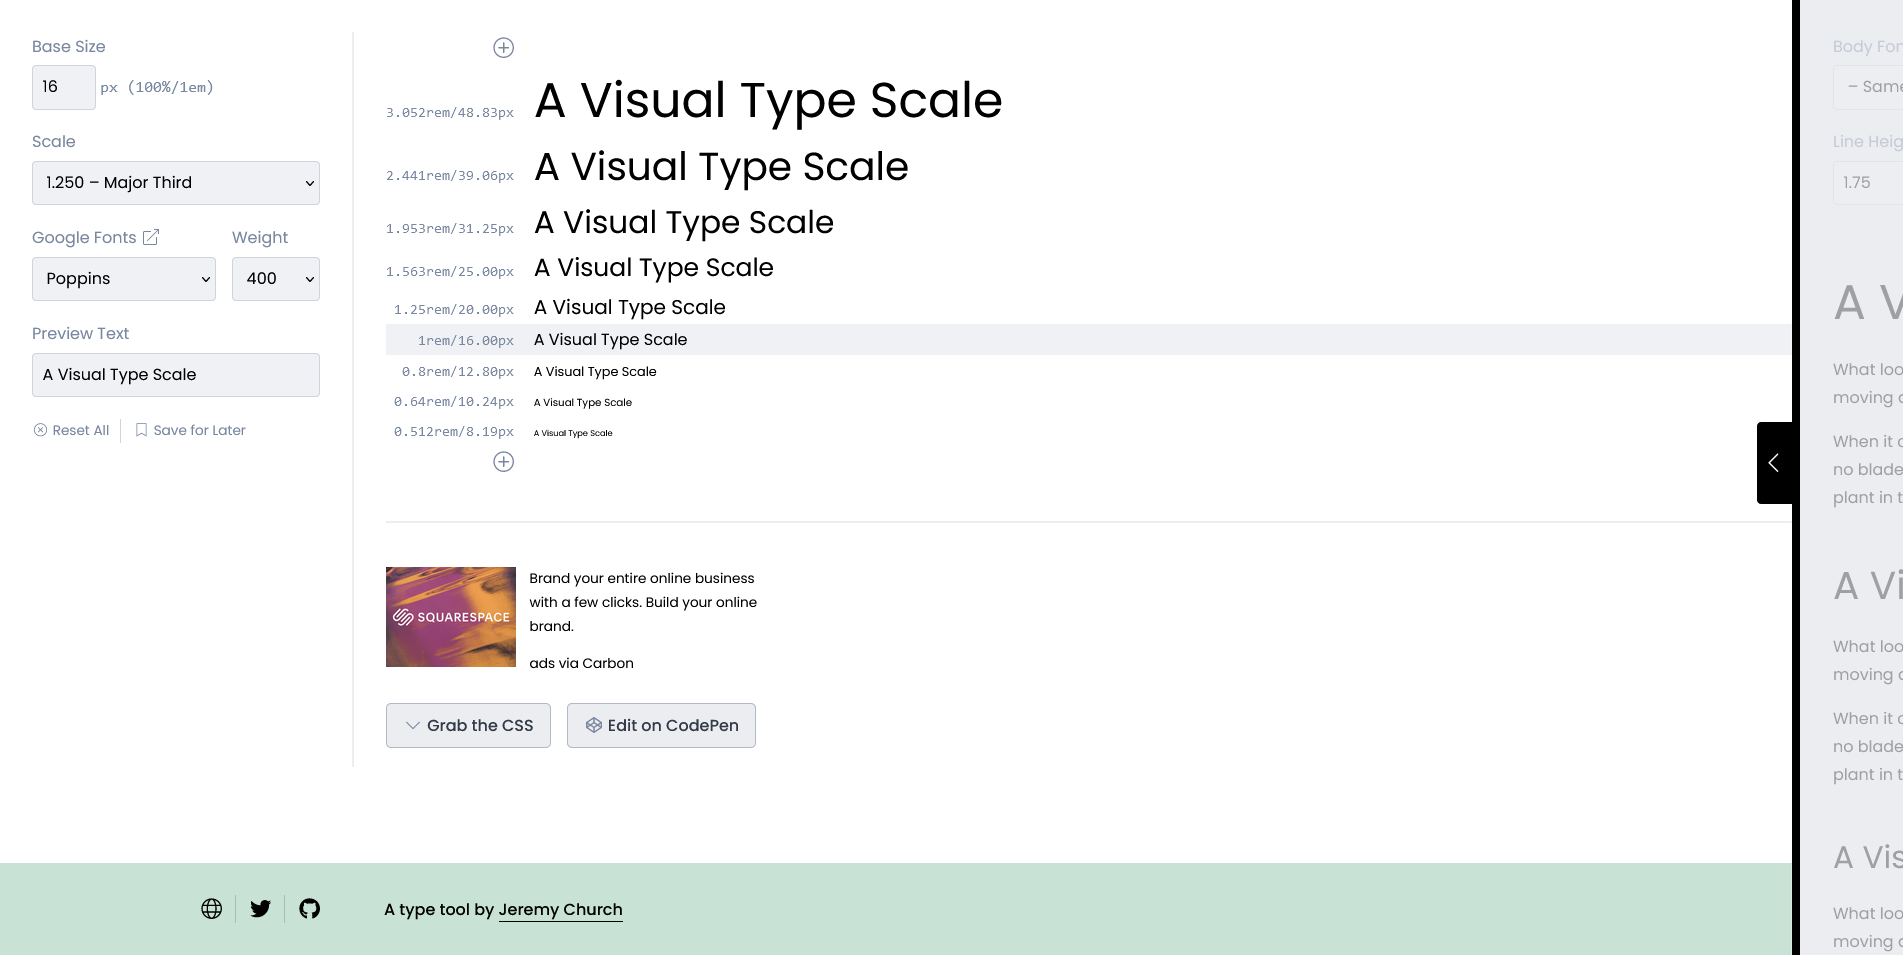 Base Size
16 px (100%/1em)
Scale
1.250 – Major Third
Google Fonts
Weight
Poppins
400
Preview Text
A Visual Type Scale
Reset All
Save for Later
3.052rem/48.83px A Visual Type Scale
2.441rem/39.06px A Visual Type Scale
1.953rem/31.25px A Visual Type Scale
1.563rem/25.00px A Visual Type Scale
1.25rem/20.00px A Visual Type Scale
1rem/16.00px A Visual Type Scale
0.8rem/12.80px A Visual Type Scale
0.64rem/10.24px A Visual Type Scale
0.512rem/8.19px A Visual Type Scale
SQUARESPACE
Brand your entire online business
with a few clicks. Build your online
brand.
ads via Carbon
Grab the CSS
Edit on CodePen
A type tool by Jeremy Church
Body
– Same
Line
1.75
A
What
moving
When it
no blade
plant in
A
What
moving
When it
no blade
plant in
A
What
moving